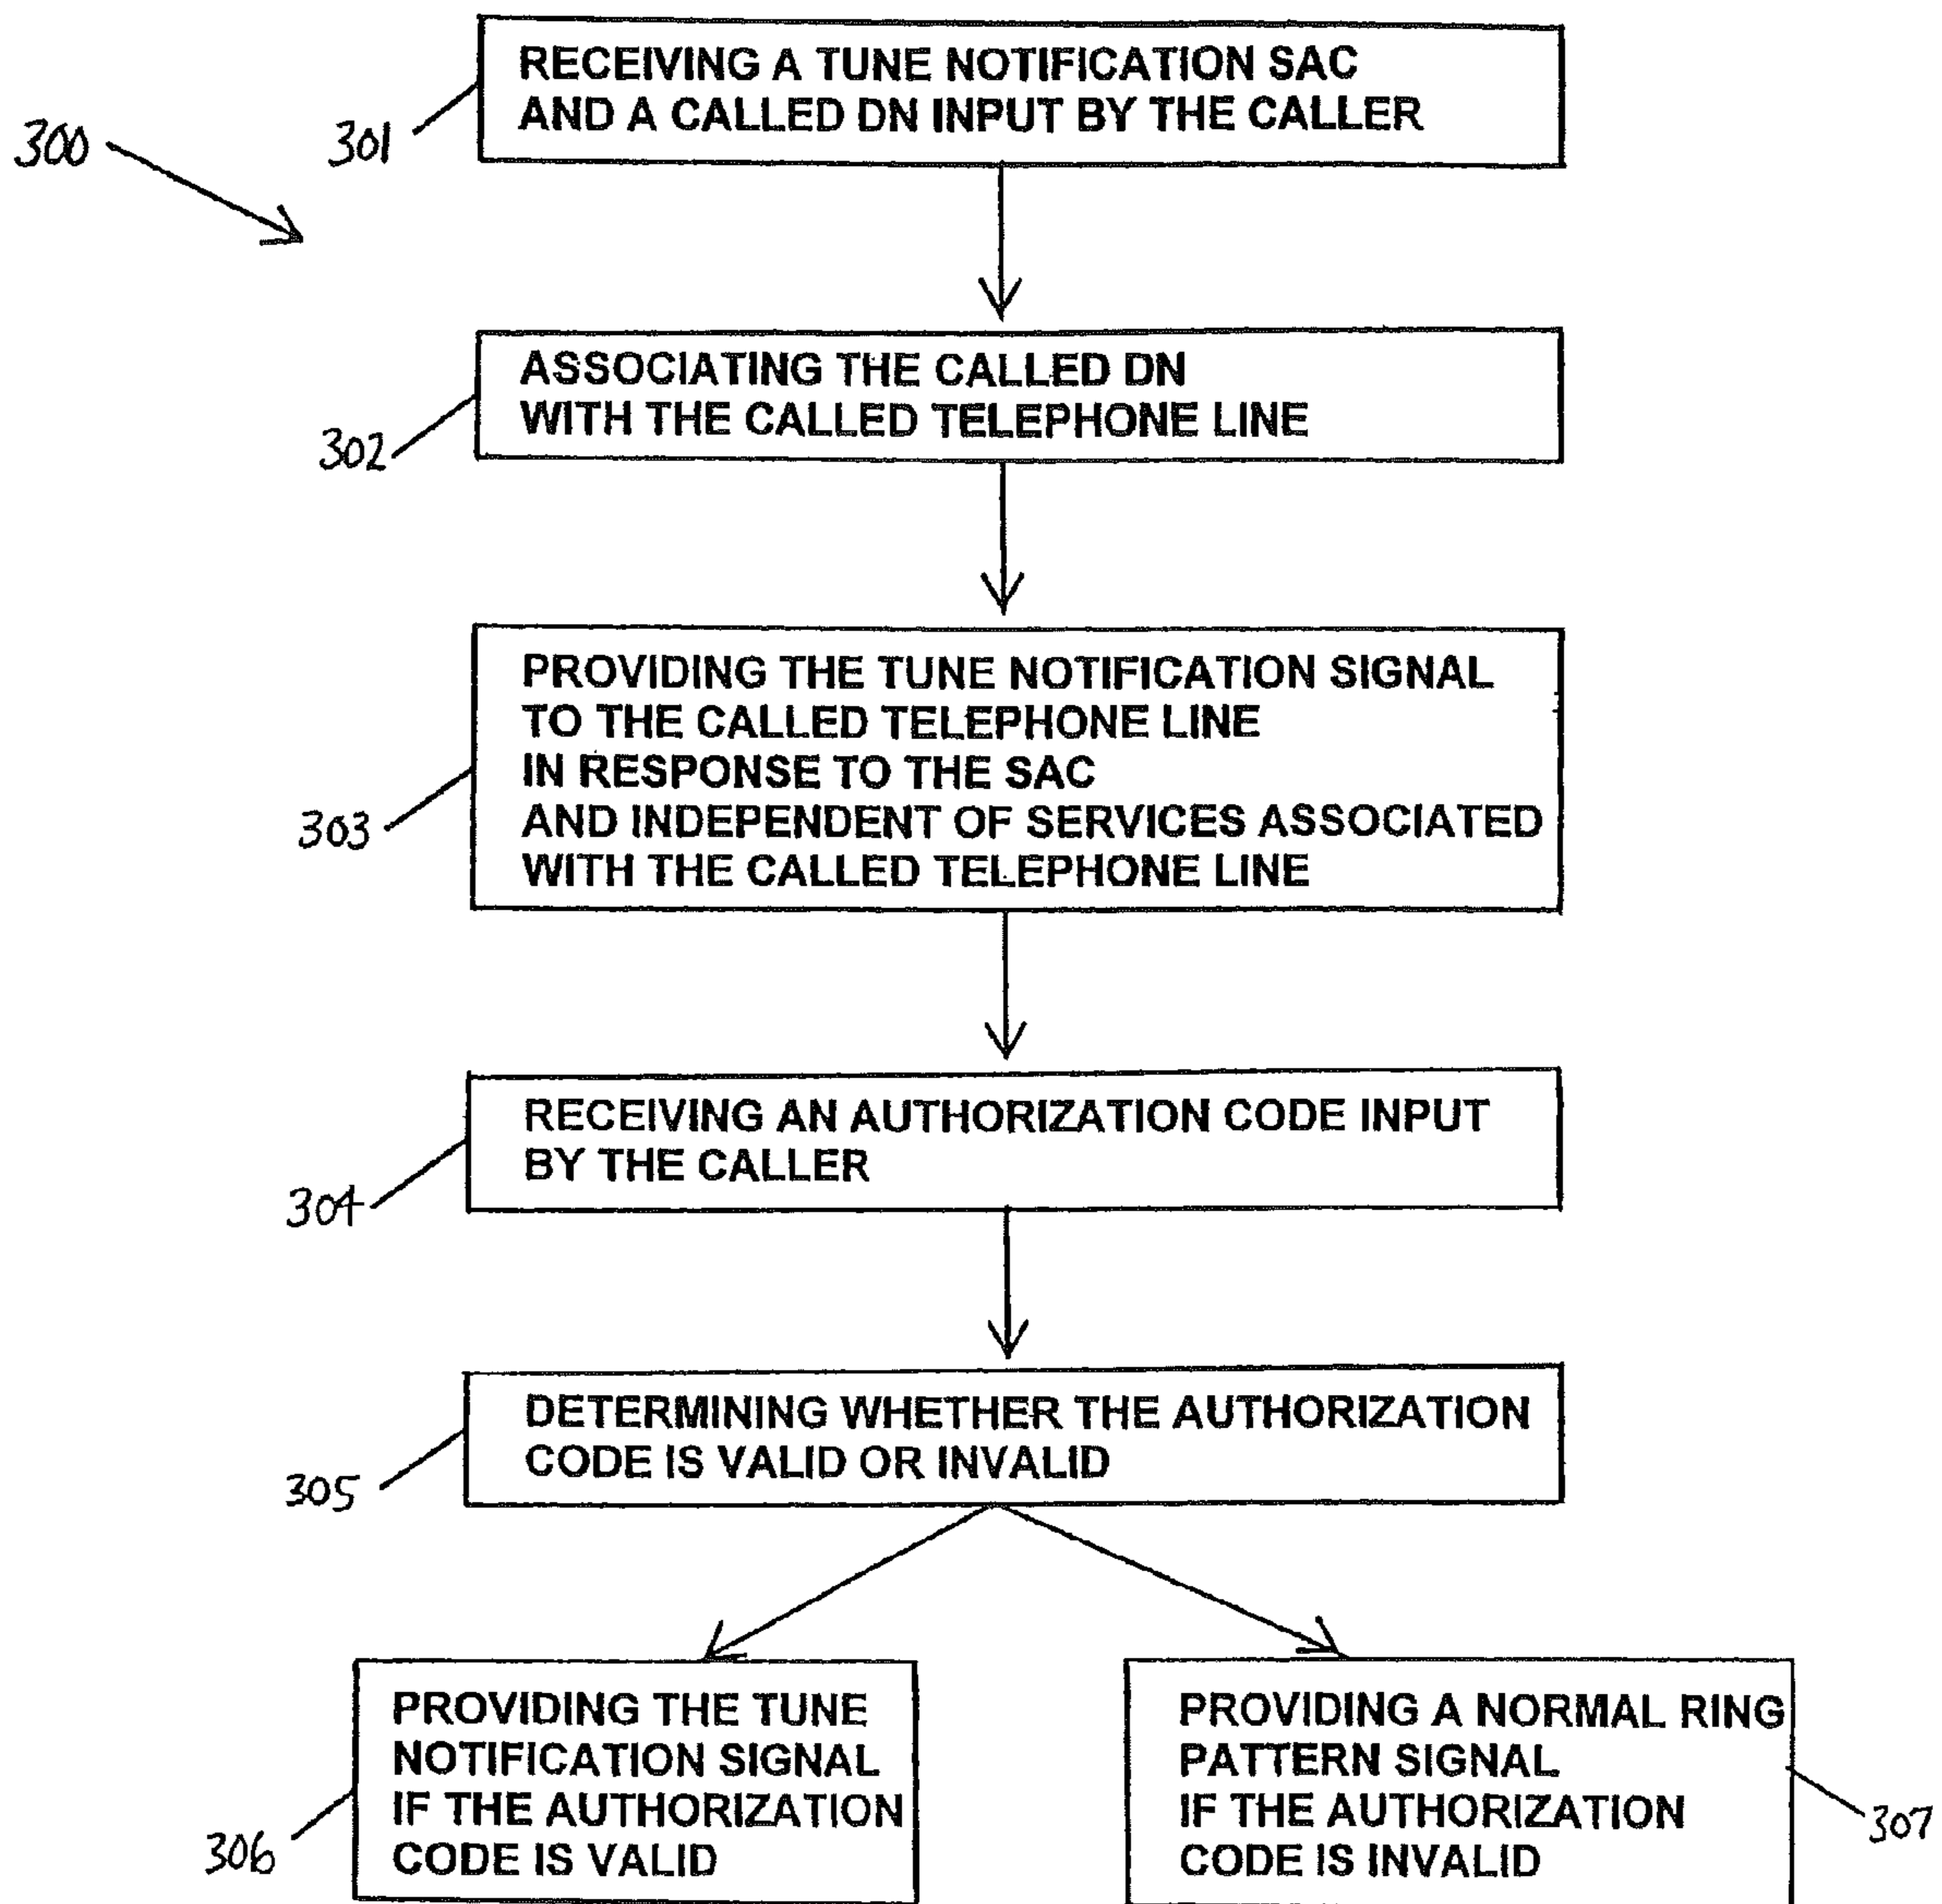 RECEIVING A TUNE NOTIFICATION SAC
AND A CALLED DN INPUT BY THE CALLER
300
301
ASSOCIATING THE CALLED DN
WITH THE CALLED TELEPHONE LINE
302
PROVIDING THE TUNE NOTIFICATION SIGNAL
TO THE CALLED TELEPHONE LINE
IN RESPONSE TO THE SAC
AND INDEPENDENT OF SERVICES ASSOCIATED
WITH THE CALLED TELEPHONE LINE
303
RECEIVING AN AUTHORIZATION CODE INPUT
BY THE CALLER
304
DETERMINING WHETHER THE AUTHORIZATION
CODE IS VALID OR INVALID
305
PROVIDING THE TUNE
NOTIFICATION SIGNAL
IF THE AUTHORIZATION
CODE IS VALID
306
PROVIDING A NORMAL RING
PATTERN SIGNAL
IF THE AUTHORIZATION
CODE IS INVALID
307